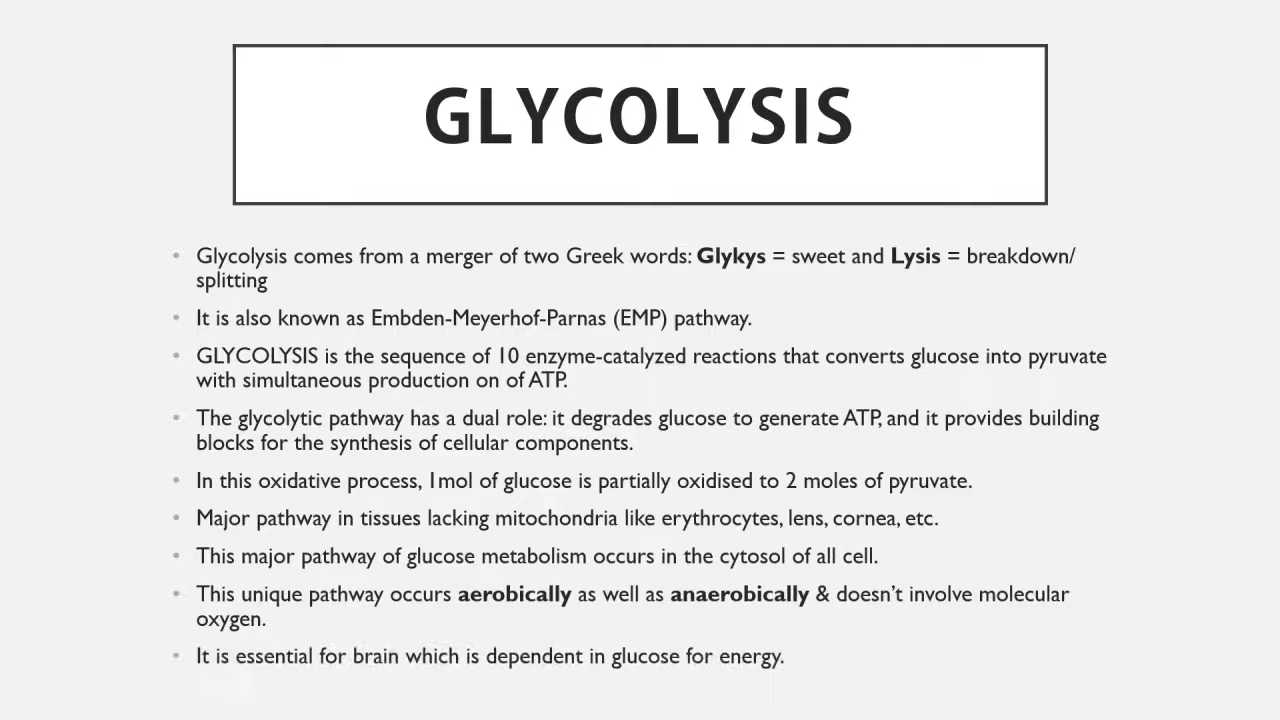 GLYCOLYSIS
• Glycolysis comes from a merger of two Greek words: Glykys = sweet and Lysis = breakdown/
splitting
• It is also known as Embden-Meyerhof-Parnas (EMP) pathway.
• GLYCOLYSIS is the sequence of 10 enzyme-catalyzed reactions that converts glucose into pyruvate
with simultaneous production on of ATP.
• The glycolytic pathway has a dual role: it degrades glucose to generate ATP, and it provides building
blocks for the synthesis of cellular components.
• In this oxidative process, 1mol of glucose is partially oxidised to 2 moles of pyruvate.
• Major pathway in tissues lacking mitochondria like erythrocytes, lens, cornea, etc.
• This major pathway of glucose metabolism occurs in the cytosol of all cell.
• This unique pathway occurs aerobically as well as anaerobically & doesn't involve molecular
oxygen.
• It is essential for brain which is dependent in glucose for energy.